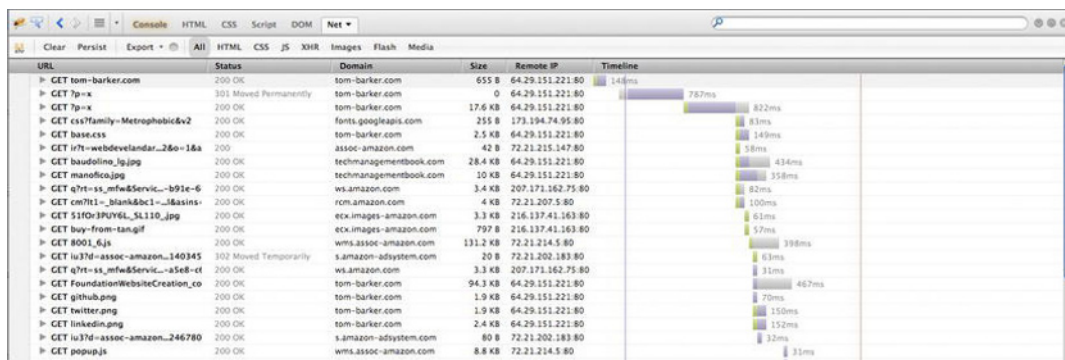 Console HTML CSS Script DOM Net
Clear Persist Export All HTML CSS JS XHR Images Flash Media
URL Status Domain Size Remote IP Timeline
GET tom-barker.com 200 OK tom-barker.com 655 B 64.29.151.221:80 148ms
GET ?p=x 301 Moved Permanently tom-barker.com 0 64.29.151.221:80 787ms
GET ?p=x 200 OK tom-barker.com 17.6 KB 64.29.151.221:80 822ms
GET css?family=Metrophobic&v2 200 OK fonts.googleapis.com 255 B 173.194.74.95:80 83ms
GET base.css 200 OK tom-barker.com 2.5 KB 64.29.151.221:80 149ms
GET ir?t=webdevelandar...2&o=1&a 200 assoc-amazon.com 42 B 72.21.215.147:80 58ms
GET baudolino_lg.jpg 200 OK techmanagementbook.com 28.4 KB 64.29.151.221:80 434ms
GET manofico.jpg 200 OK techmanagementbook.com 10 KB 64.29.151.221:80 358ms
GET q?rt=ss_mfw&Servic...-b91e-6 200 OK ws.amazon.com 3.4 KB 207.171.162.75:80 82ms
GET cm?lt1=_blank&bc1=...l&asins- 200 OK rcm.amazon.com 4 KB 72.21.207.5:80 100ms
GET 51fOr3PUY6L._SL110_.jpg 200 OK ecx.images-amazon.com 3.3 KB 216.137.41.163:80 61ms
GET buy-from-tan.gif 200 OK ecx.images-amazon.com 797 B 216.137.41.163:80 57ms
GET 8001_6.js 200 OK wms.assoc-amazon.com 131.2 KB 72.21.214.5:80 398ms
GET iu3?d=assoc-amazon...140345 302 Moved Temporarily s.amazon-adsystem.com 20 B 72.21.202.183:80 63ms
GET q?rt=ss_mfw&Servic...-a5e8-cf 200 OK ws.amazon.com 3.3 KB 207.171.162.75:80 31ms
GET FoundationWebsiteCreation_co 200 OK tom-barker.com 94.3 KB 64.29.151.221:80 467ms
GET github.png 200 OK tom-barker.com 1.9 KB 64.29.151.221:80 70ms
GET twitter.png 200 OK tom-barker.com 1.9 KB 64.29.151.221:80 150ms
GET linkedin.png 200 OK tom-barker.com 2.4 KB 64.29.151.221:80 152ms
GET iu3?d=assoc-amazon...246780 200 OK s.amazon-adsystem.com 80 B 72.21.202.183:80 32ms
GET popup.js 200 OK wms.assoc-amazon.com 8.8 KB 72.21.214.5:80 31ms